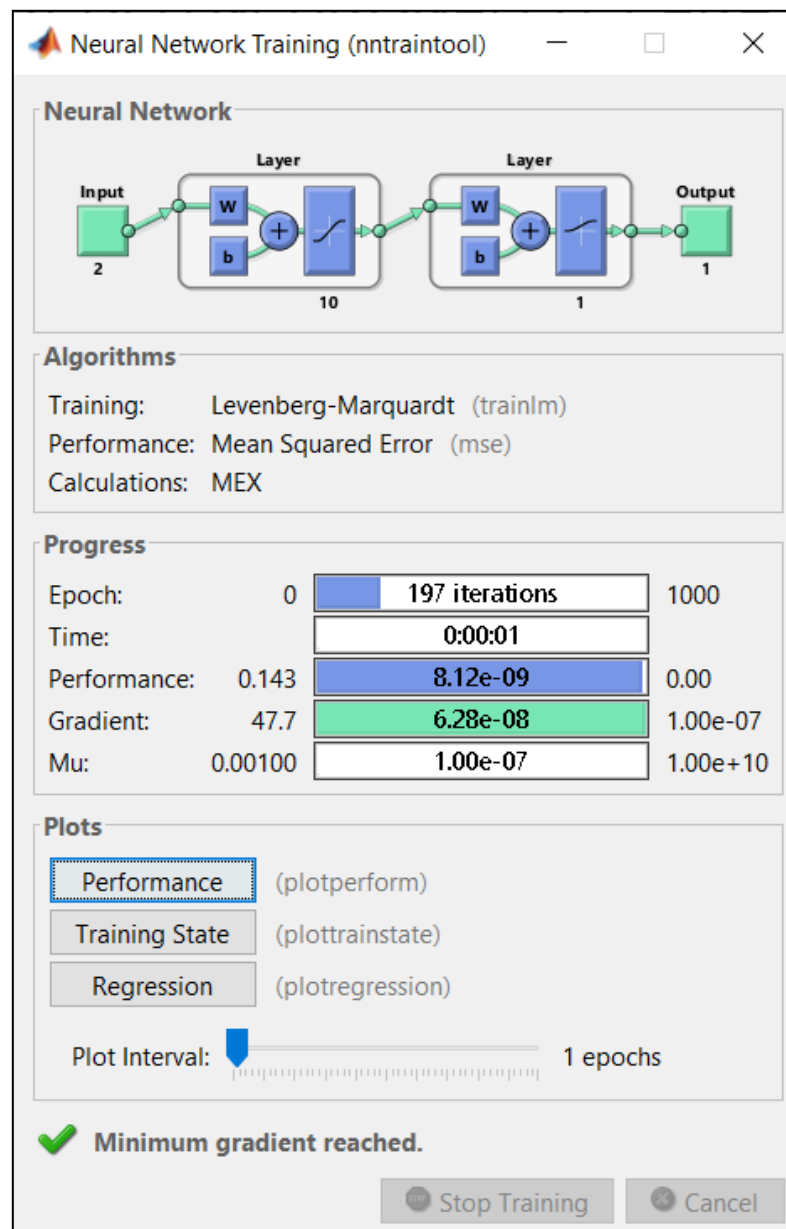 Neural Network Training (nntraintool)
Neural Network
Layer Layer
Input Output
W W
b b
2 10 1 1
Algorithms
Training: Levenberg-Marquardt (trainlm)
Performance: Mean Squared Error (mse)
Calculations: MEX
Progress
Epoch: 0 197 iterations 1000
Time: 0:00:01
Performance: 0.143 8.12e-09 0.00
Gradient: 47.7 6.28e-08 1.00e-07
Mu: 0.00100 1.00e-07 1.00e+10
Plots
Performance (plotperform)
Training State (plottrainstate)
Regression (plotregression)
Plot Interval: 1 epochs
Minimum gradient reached.
Stop Training Cancel